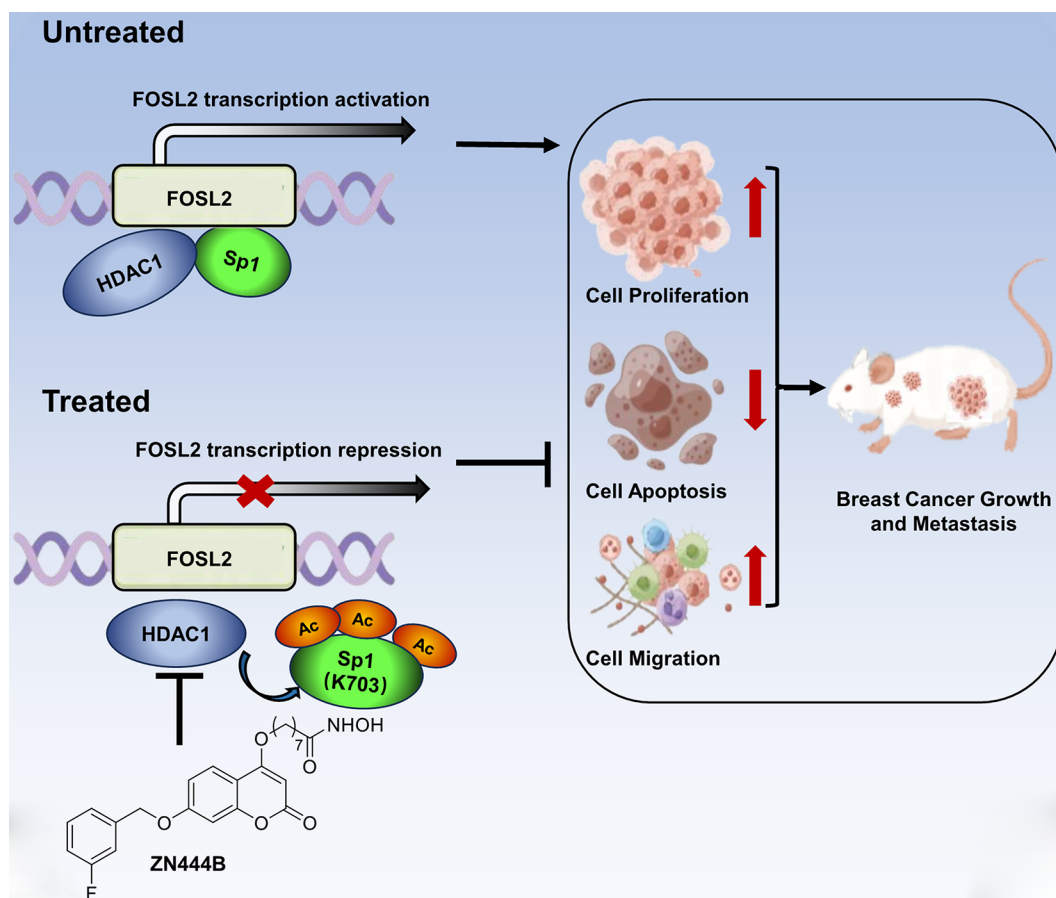 Untreated
FOSL2 transcription activation
FOSL2
HDAC1
Sp1
Cell Proliferation
Cell Apoptosis
Cell Migration
Breast Cancer Growth
and Metastasis
Treated
FOSL2 transcription repression
FOSL2
HDAC1
Ac
Ac
Ac
Sp1
(K703)
NHOH
7
O
O
O
O
O
F
ZN444B